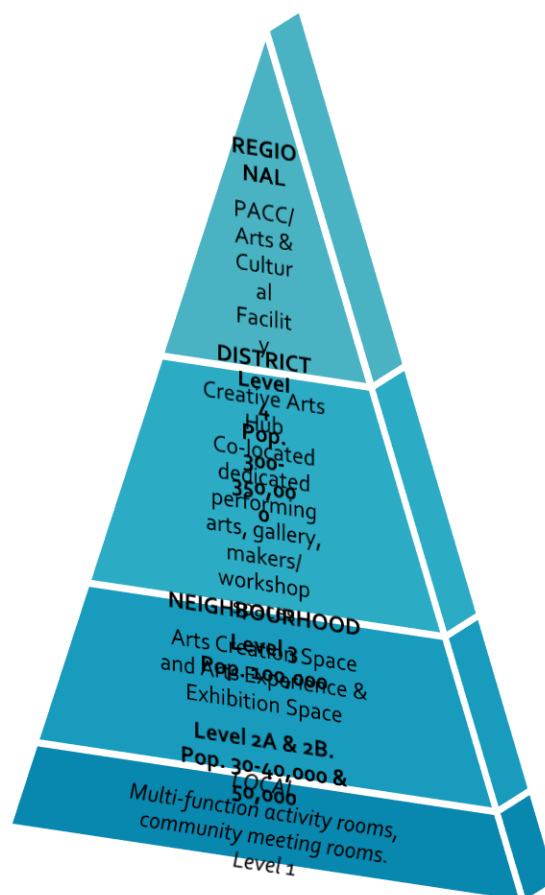 REGIO
NAL
PACC/
Arts &
Cultur
al
Facilit
y
Level
4
Pop.
300-
350,00
0
DISTRICT
Creative Arts
Hub
Co-located
dedicated
performing
arts, gallery,
makers/
workshop
spaces
Level 3
Pop. 100,000
NEIGHBOURHOOD
Arts Creation Space
and Arts Experience &
Exhibition Space
Level 2A & 2B.
Pop. 30-40,000 &
50,000
LOCAL
Multi-function activity rooms,
community meeting rooms.
Level 1